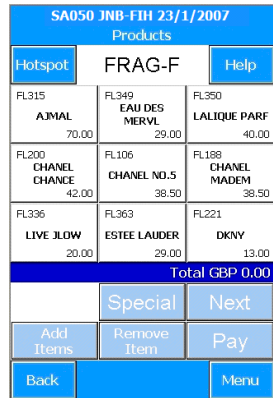 SA050 JNB-FIH 23/1/2007
Products
Hotspot FRAG-F Help
FL315 FL349 FL350
AJMAL EAU DES MERVL LALIQUE PARF
70.00 29.00 40.00
FL200 FL106 FL188
CHANEL CHANCE CHANEL NO.5 CHANEL MADEM
42.00 38.50 38.50
FL336 FL363 FL221
LIVE JLOW ESTEE LAUDER DKNY
20.00 29.00 13.00
Total GBP 0.00
Special Next
Add Items Remove Item Pay
Back Menu